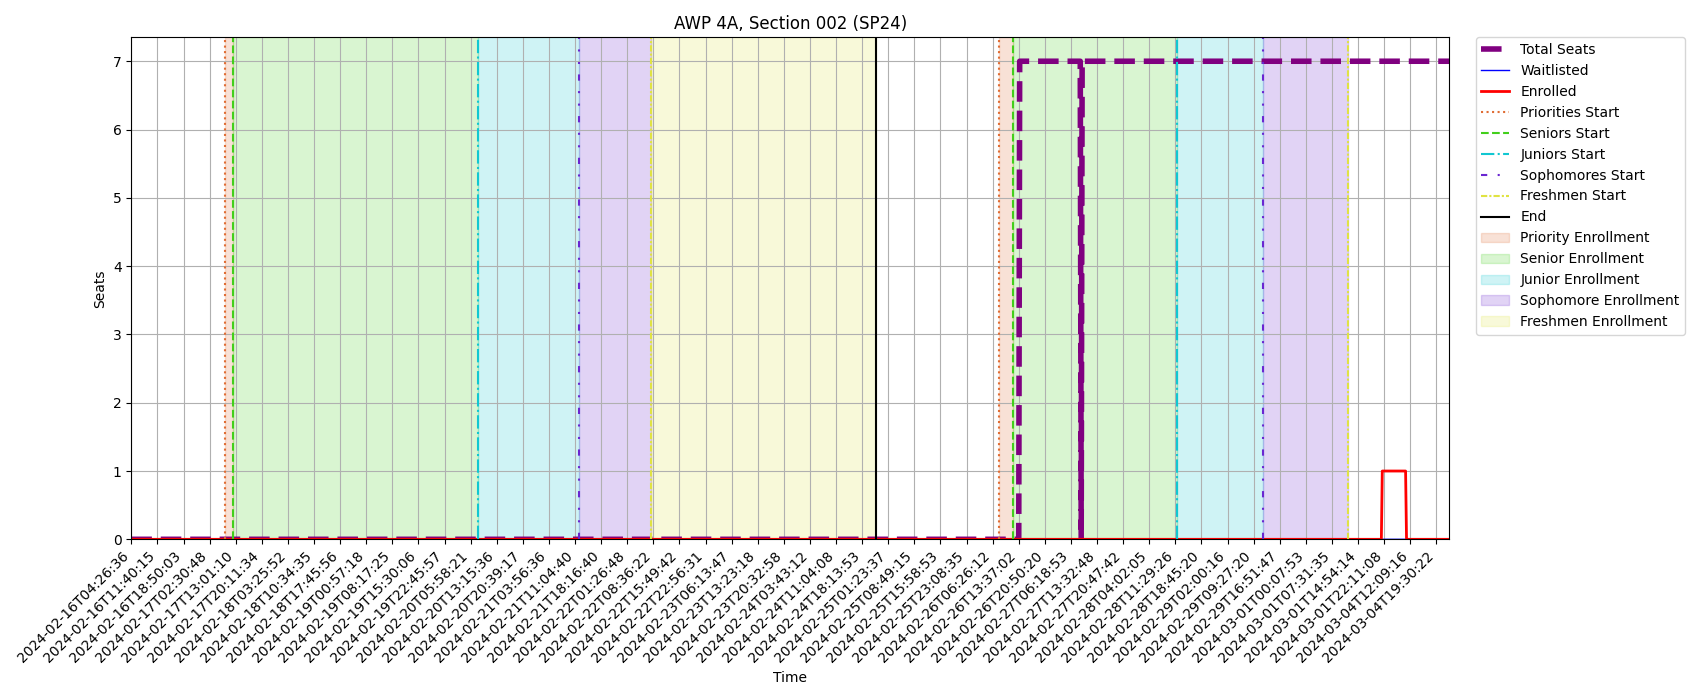 AWP 4A, Section 002 (SP24)
Seats
7
6
5
4
3
2
1
0
2024-02-16T04:26:36
2024-02-16T11:40:15
2024-02-16T18:50:03
2024-02-17T02:30:48
2024-02-17T13:01:10
2024-02-17T20:11:34
2024-02-18T03:25:52
2024-02-18T10:34:35
2024-02-18T17:45:56
2024-02-19T00:57:18
2024-02-19T08:17:25
2024-02-19T15:30:06
2024-02-19T22:45:57
2024-02-20T05:58:21
2024-02-20T13:15:36
2024-02-20T20:39:17
2024-02-21T03:56:36
2024-02-21T11:04:40
2024-02-21T18:16:40
2024-02-22T01:26:48
2024-02-22T08:36:22
2024-02-22T15:49:42
2024-02-22T22:56:31
2024-02-23T06:13:47
2024-02-23T13:23:18
2024-02-23T20:32:58
2024-02-24T03:43:12
2024-02-24T11:04:09
2024-02-24T18:13:53
2024-02-25T01:23:37
2024-02-25T08:49:15
2024-02-25T15:58:53
2024-02-25T23:08:35
2024-02-26T06:26:12
2024-02-26T13:37:02
2024-02-26T20:50:20
2024-02-27T06:18:53
2024-02-27T13:32:48
2024-02-27T20:47:42
2024-02-28T04:02:05
2024-02-28T11:29:26
2024-02-28T18:45:20
2024-02-29T02:00:16
2024-02-29T09:27:20
2024-02-29T16:51:47
2024-03-01T00:07:53
2024-03-01T07:31:35
2024-03-01T14:54:14
2024-03-01T22:11:08
2024-03-04T12:09:16
2024-03-04T19:30:22
Time
Total Seats
Waitlisted
Enrolled
Priorities Start
Seniors Start
Juniors Start
Sophomores Start
Freshmen Start
End
Priority Enrollment
Senior Enrollment
Junior Enrollment
Sophomore Enrollment
Freshmen Enrollment